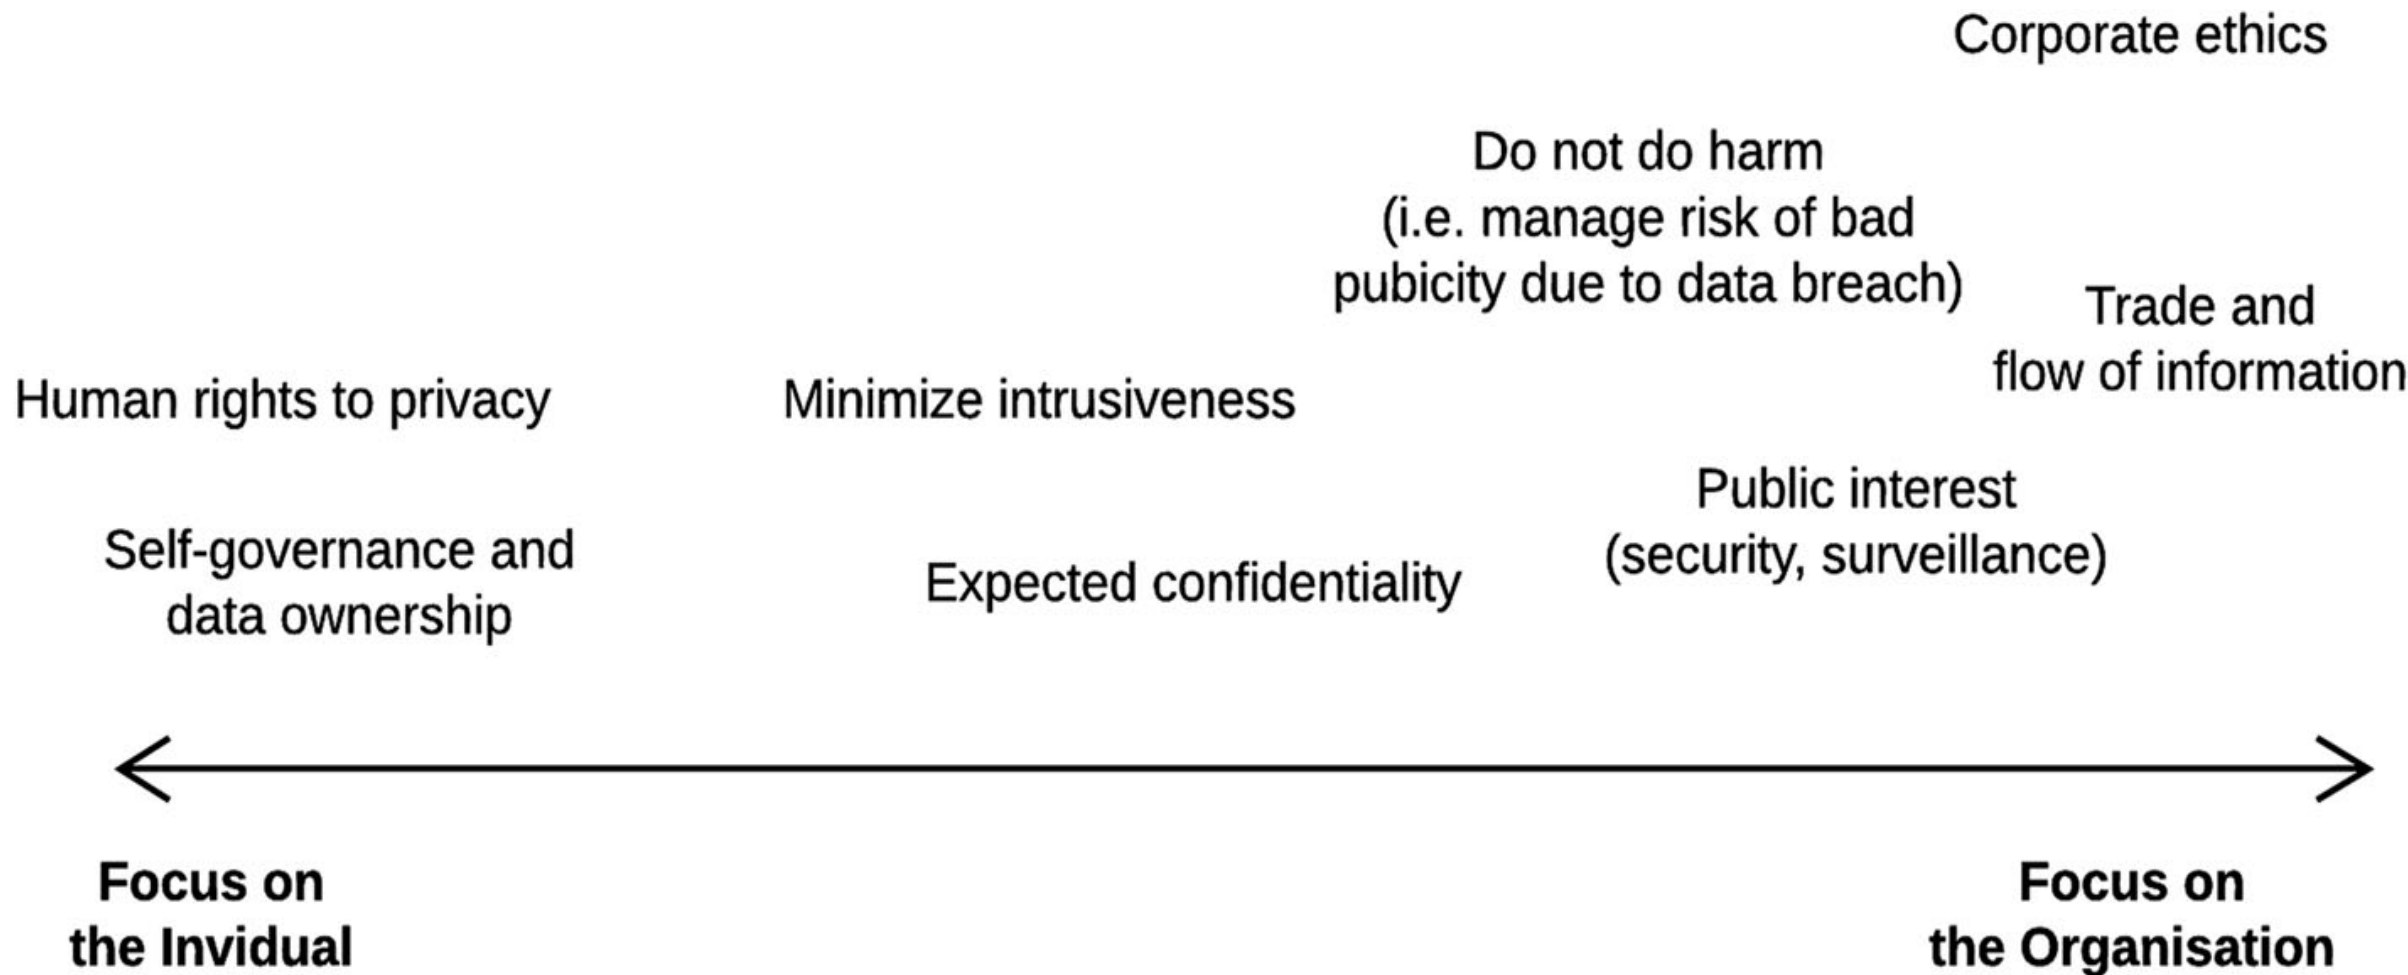 Corporate ethics
Do not do harm
(i.e. manage risk of bad
pubicity due to data breach)
Trade and
flow of information
Human rights to privacy
Minimize intrusiveness
Public interest
(security, surveillance)
Self-governance and
data ownership
Expected confidentiality
Focus on
the Invidual
Focus on
the Organisation